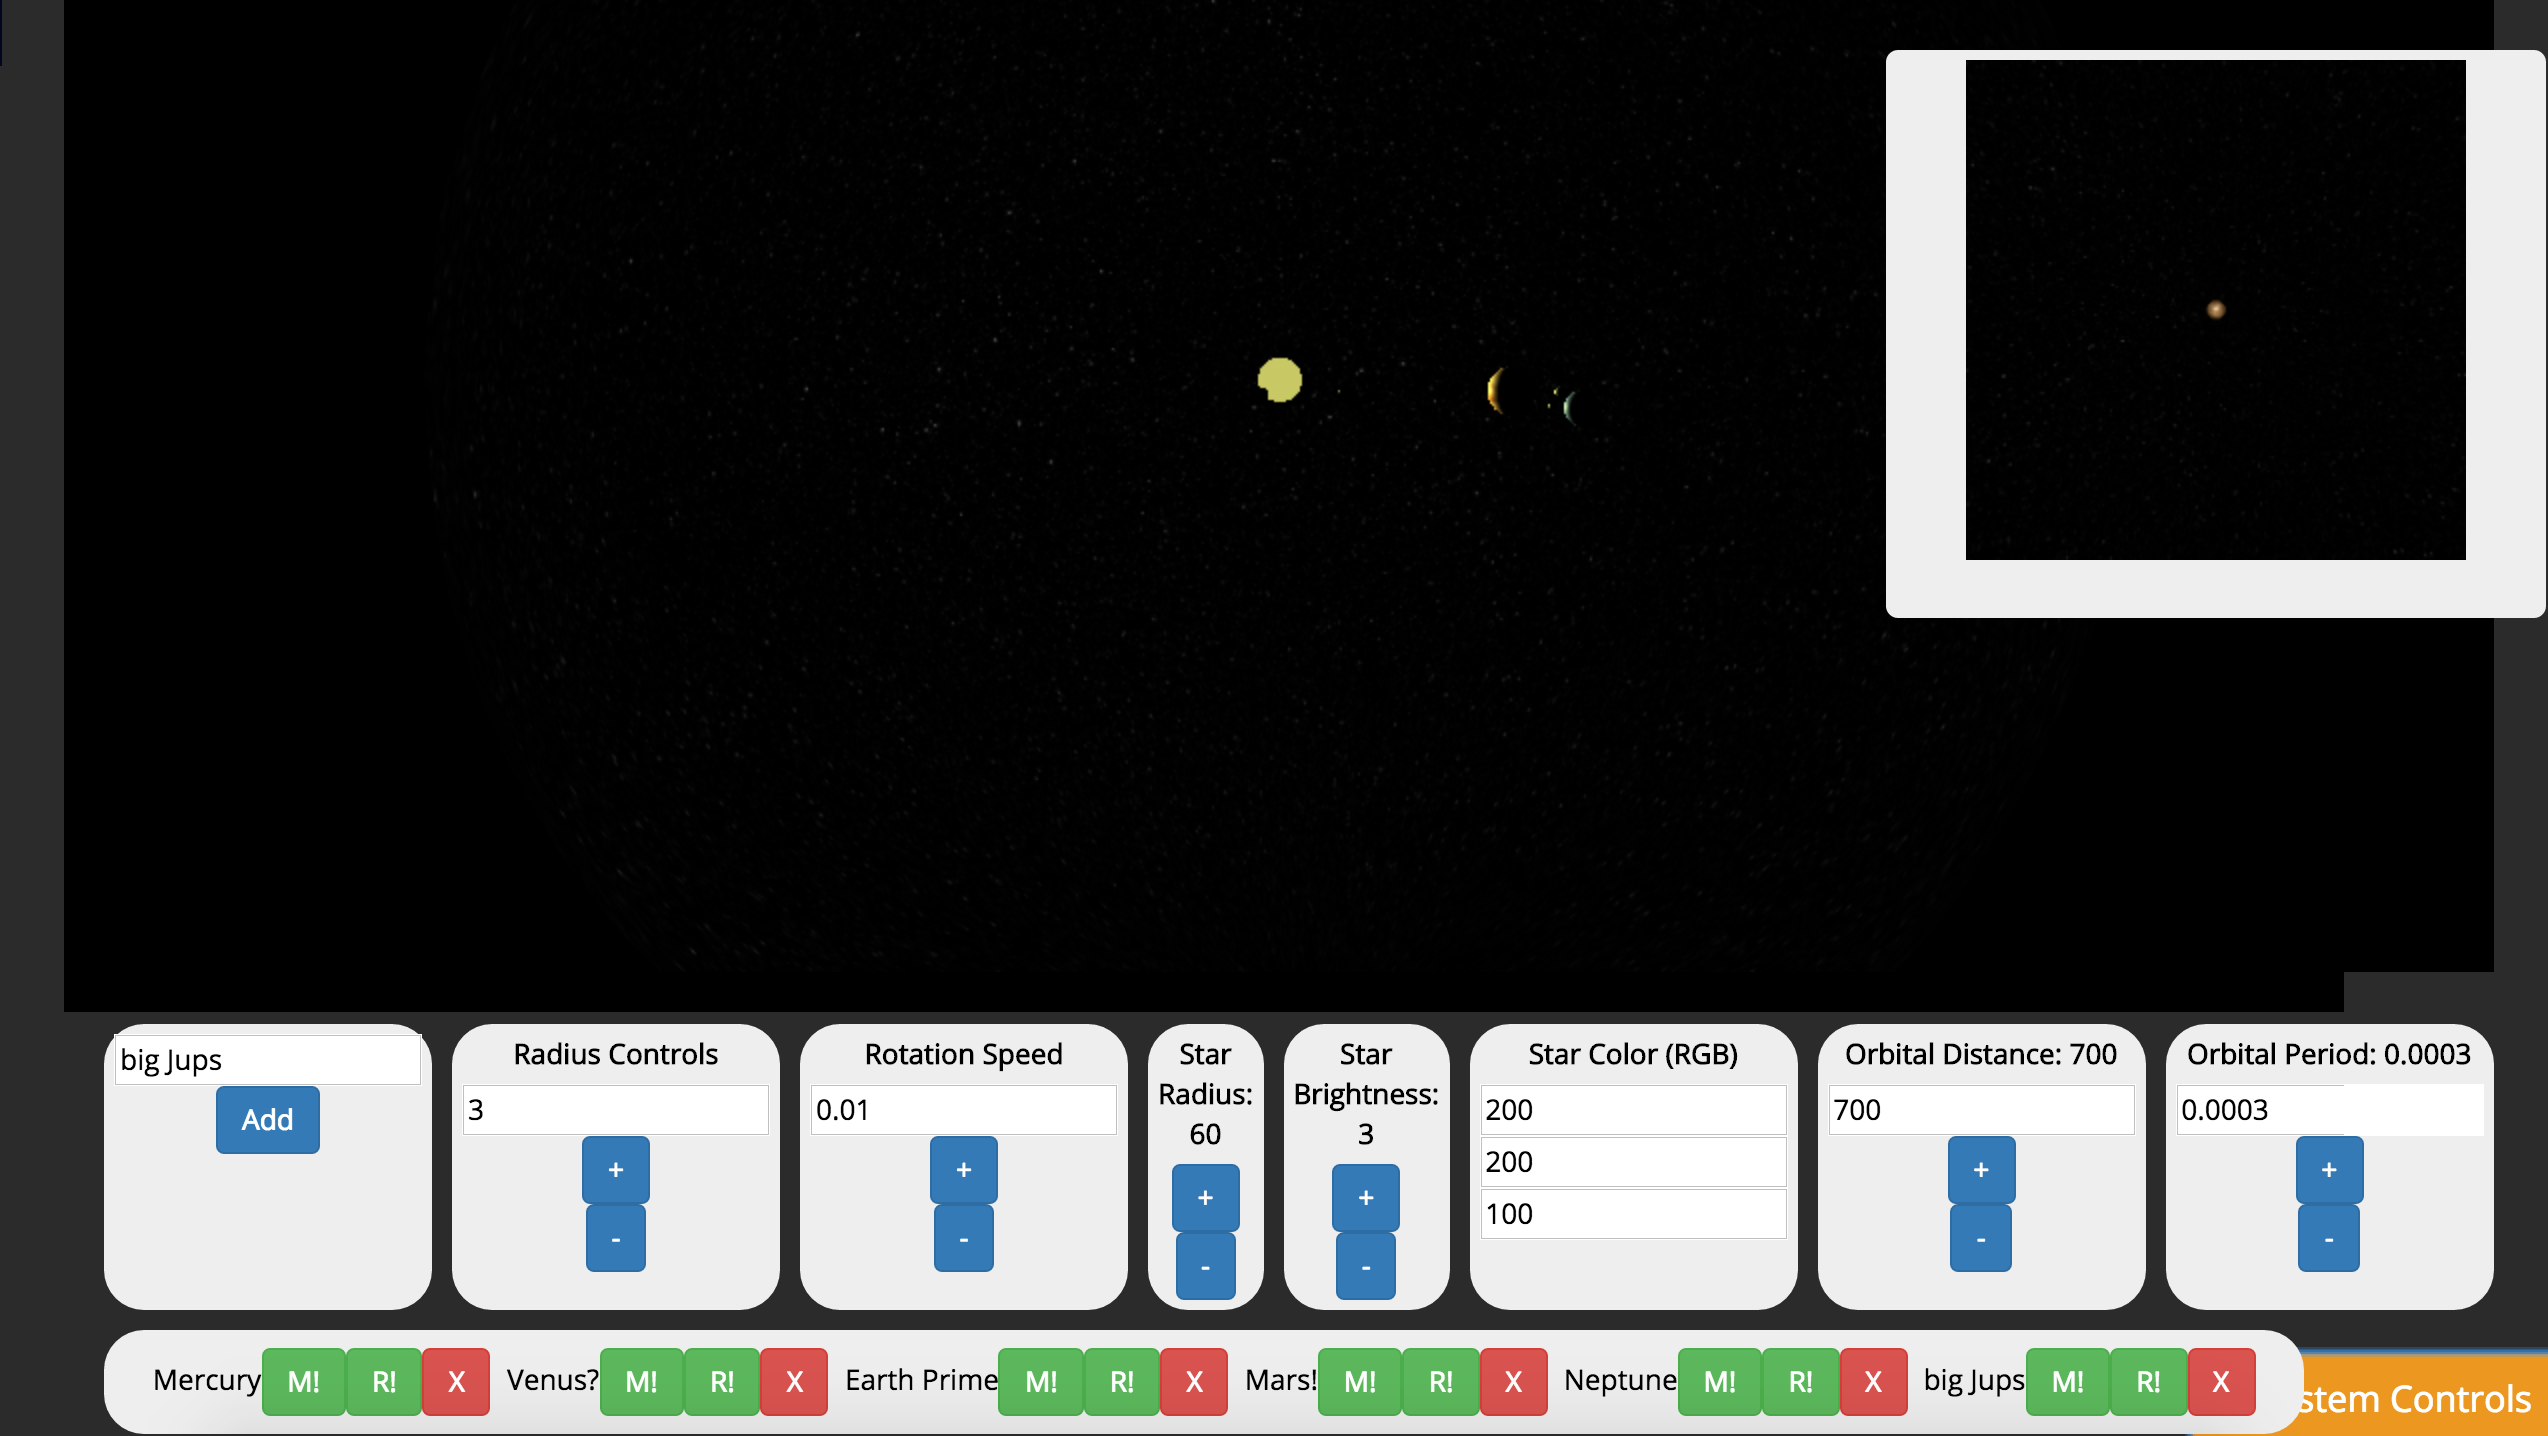 big Jups
Add
Radius Controls
3
+
-
Rotation Speed
0.01
+
-
Star
Radius:
60
+
-
Star
Brightness:
3
+
-
Star Color (RGB)
200
200
100
Orbital Distance: 700
700
+
-
Orbital Period: 0.0003
0.0003
+
-
Mercury M! R! X Venus? M! R! X Earth Prime M! R! X Mars! M! R! X Neptune M! R! X big Jups M! R! X
stem Controls